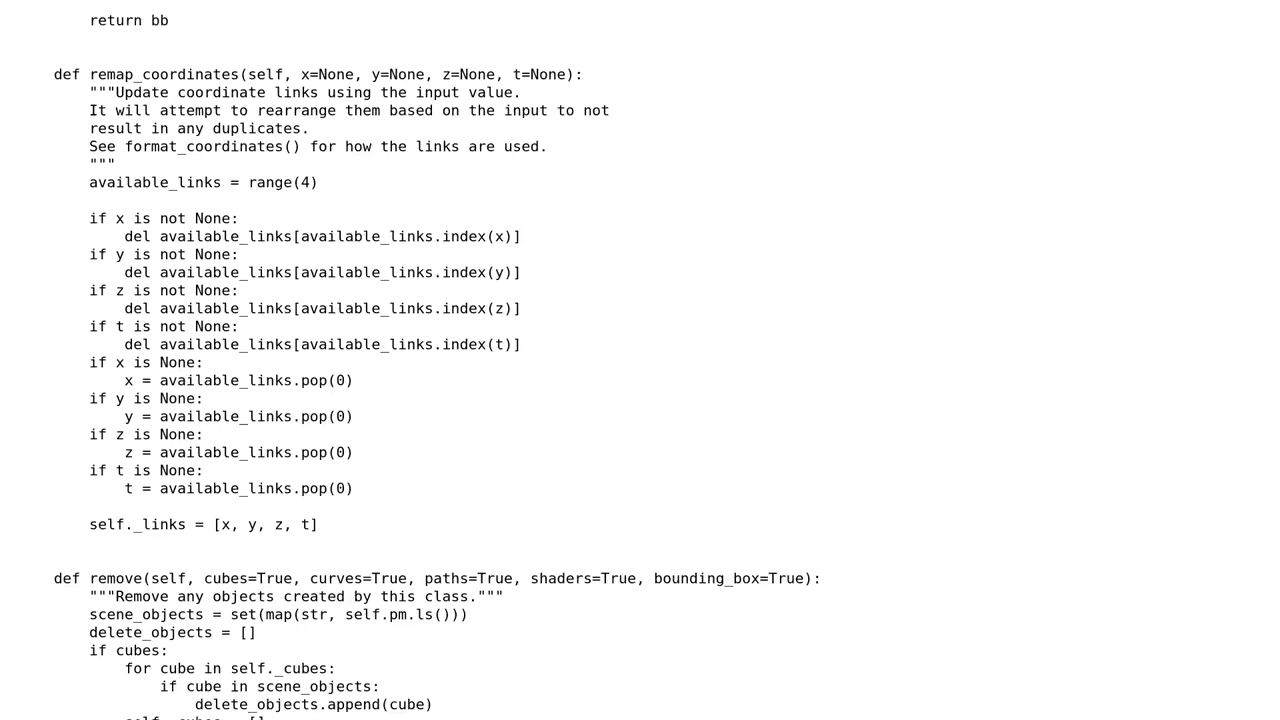 return bb
def remap_coordinates(self, x=None, y=None, z=None, t=None):
"""Update coordinate links using the input value.
It will attempt to rearrange them based on the input to not
result in any duplicates.
See format_coordinates() for how the links are used.
"""
available_links = range(4)
if x is not None:
del available_links[available_links.index(x)]
if y is not None:
del available_links[available_links.index(y)]
if z is not None:
del available_links[available_links.index(z)]
if t is not None:
del available_links[available_links.index(t)]
if x is None:
x = available_links.pop(0)
if y is None:
y = available_links.pop(0)
if z is None:
z = available_links.pop(0)
if t is None:
t = available_links.pop(0)
self._links = [x, y, z, t]
def remove(self, cubes=True, curves=True, paths=True, shaders=True, bounding_box=True):
"""Remove any objects created by this class."""
scene_objects = set(map(str, self.pm.ls()))
delete_objects = []
if cubes:
for cube in self._cubes:
if cube in scene_objects:
delete_objects.append(cube)
self._cubes = []